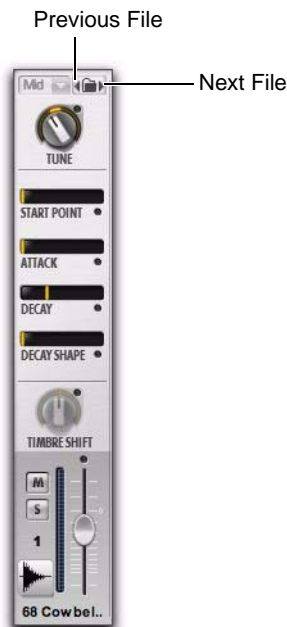 Previous File
Next File
Mid
TUNE
START POINT
ATTACK
DECAY
DECAY SHAPE
TIMBRE SHIFT
M
S
1
68 Cowbel..